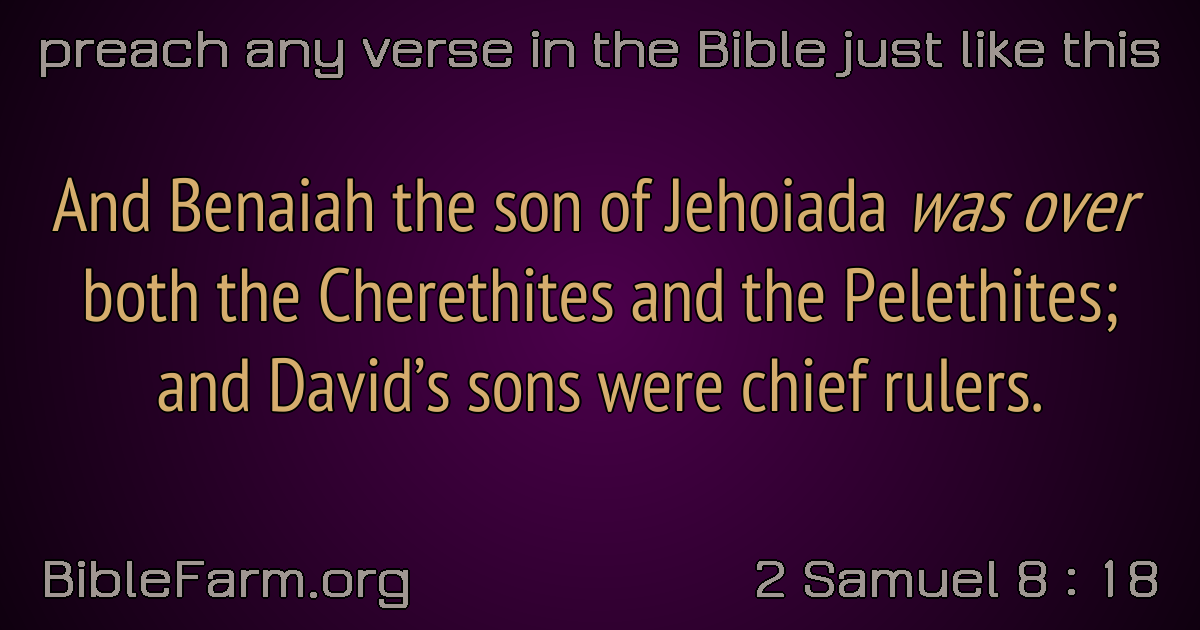 preach any verse in the Bible just like this
And Benaiah the son of Jehoiada was over
both the Cherethites and the Pelethites;
and David’s sons were chief rulers.
BibleFarm.org
2 Samuel 8 : 18